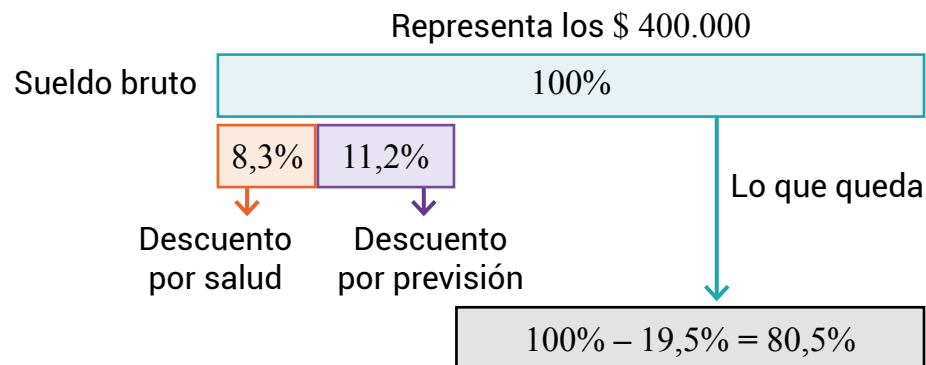 Representa los $ 400.000
Sueldo bruto
100%
8,3%
11,2%
Lo que queda
Descuento
por salud
Descuento
por previsión
100% – 19,5% = 80,5%